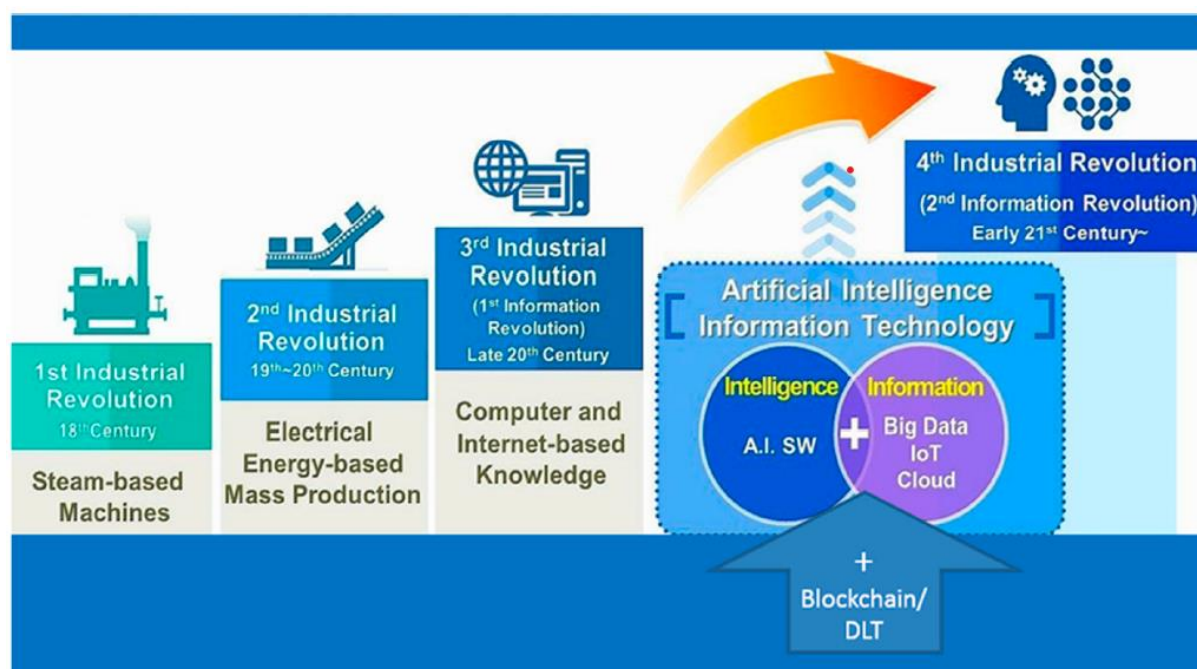 1st Industrial
Revolution
18th Century
Steam-based
Machines
2nd Industrial
Revolution
19th~20th Century
Electrical
Energy-based
Mass Production
3rd Industrial
Revolution
(1st Information
Revolution)
Late 20th Century
Computer and
Internet-based
Knowledge
Artificial Intelligence
Information Technology
Intelligence
A.I. SW
+
Information
Big Data
IoT
Cloud
+
Blockchain/
DLT
4th Industrial Revolution
(2nd Information Revolution)
Early 21st Century~